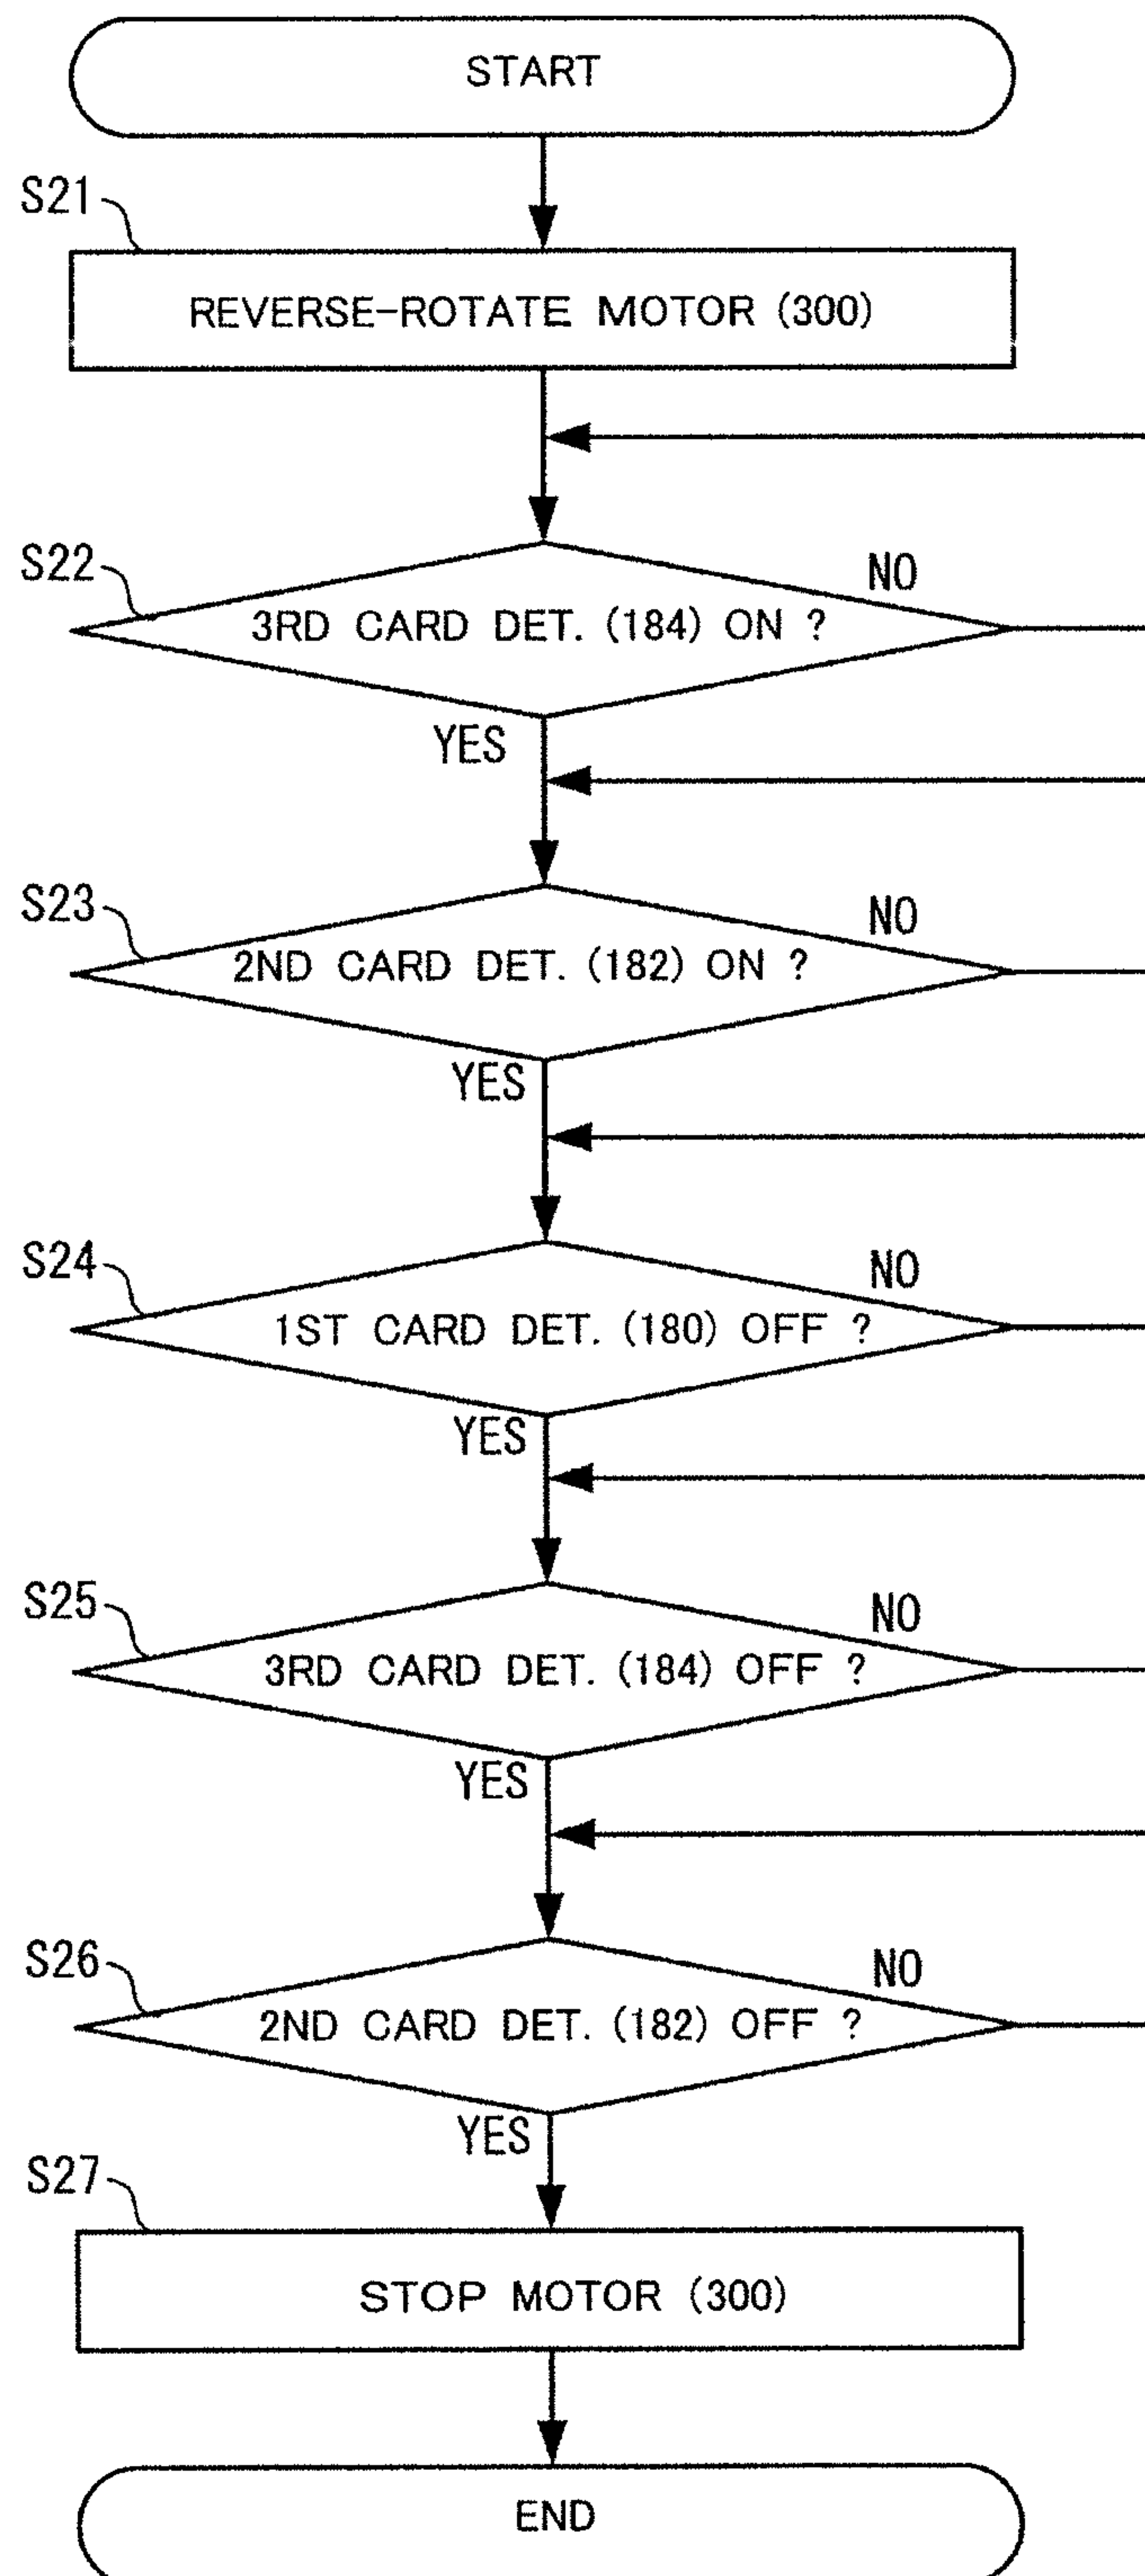 START
S21
REVERSE-ROTATE MOTOR (300)
S22
3RD CARD DET. (184) ON ?
NO
YES
S23
2ND CARD DET. (182) ON ?
NO
YES
S24
1ST CARD DET. (180) OFF ?
NO
YES
S25
3RD CARD DET. (184) OFF ?
NO
YES
S26
2ND CARD DET. (182) OFF ?
NO
YES
S27
STOP MOTOR (300)
END